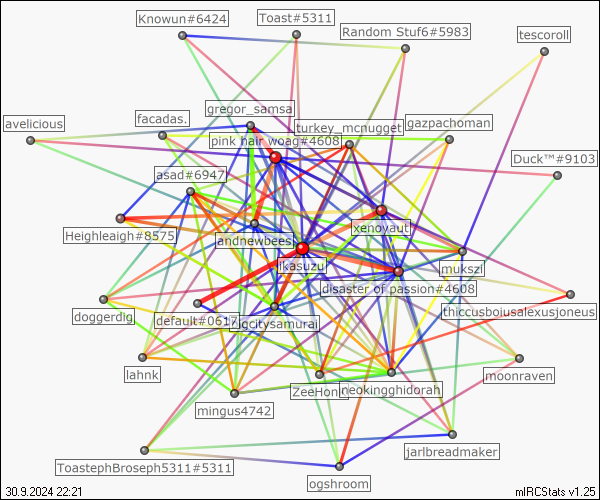 Knowun#6424
Toast#5311
Random Stuf6#5983
tescoroll
avelicious
facadas.
gregor_samsa
turkey_mcnugget
gazpachoman
pink hair woag#4608
Duck™#9103
asad#6947
Heighleaigh#8575
andnewbees
xenoyaut
ikasuzu
mukszi
disaster of passion#4608
doggerdig
default#0617
gcitysamurai
thiccusboiusalexusjoneus
lahnk
mingus4742
ZeeHon
neokingghidorah
moonraven
ToastephBroseph5311#5311
ogshroom
jarlbreadmaker
30.9.2024 22:21
mIRCStats v1.25